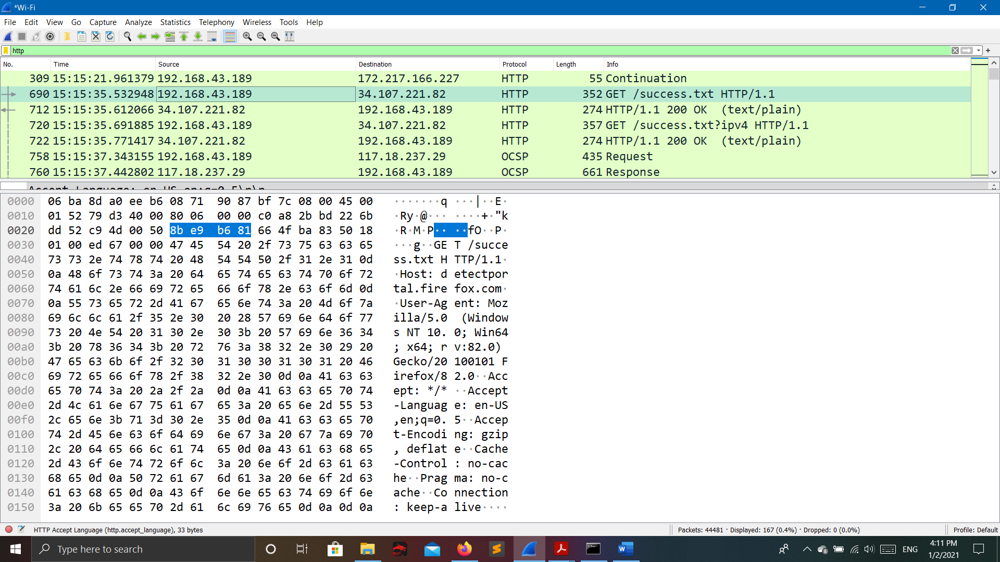 *Wi-Fi
File Edit View Go Capture Analyze Statistics Telephony Wireless Tools Help
http
No. Time Source Destination Protocol Length Info
309 15:15:21.961379 192.168.43.189 172.217.166.227 HTTP 55 Continuation
690 15:15:35.532948 192.168.43.189 34.107.221.82 HTTP 352 GET /success.txt HTTP/1.1
712 15:15:35.612066 34.107.221.82 192.168.43.189 HTTP 274 HTTP/1.1 200 OK  (text/plain)
720 15:15:35.691885 192.168.43.189 34.107.221.82 HTTP 357 GET /success.txt?ipv4 HTTP/1.1
722 15:15:35.771417 34.107.221.82 192.168.43.189 HTTP 274 HTTP/1.1 200 OK  (text/plain)
758 15:15:37.343155 192.168.43.189 117.18.237.29 OCSP 435 Request
760 15:15:37.442802 117.18.237.29 192.168.43.189 OCSP 661 Response
0000 06 ba 8d a0 ee b6 08 71  90 87 bf 7c 08 00 45 00 ·······q ···|··E·
0010 01 52 79 d3 40 00 80 06  00 00 c0 a8 2b bd 22 6b ·Ry·@··· ····+·"k
0020 dd 52 c9 4d 00 50 8b e9  b6 81 66 4f ba 83 50 18 ·R·M·P·· ··fO··P·
0030 01 00 ed 67 00 00 47 45  54 20 2f 73 75 63 63 65 ···g··GE T /succe
0040 73 73 2e 74 78 74 20 48  54 54 50 2f 31 2e 31 0d ss.txt H TTP/1.1·
0050 0a 48 6f 73 74 3a 20 64  65 74 65 63 74 70 6f 72 ·Host: d etectpor
0060 74 61 6c 2e 66 69 72 65  66 6f 78 2e 63 6f 6d 0d tal.fire fox.com·
0070 0a 55 73 65 72 2d 41 67  65 6e 74 3a 20 4d 6f 7a ·User-Ag ent: Moz
0080 69 6c 6c 61 2f 35 2e 30  20 28 57 69 6e 64 6f 77 illa/5.0  (Window
0090 73 20 4e 54 20 31 30 2e  30 3b 20 57 69 6e 36 34 s NT 10. 0; Win64
00a0 3b 20 78 36 34 3b 20 72  76 3a 38 32 2e 30 29 20 ; x64; r v:82.0)
00b0 47 65 63 6b 6f 2f 32 30  31 30 30 31 30 31 20 46 Gecko/20 100101 F
00c0 69 72 65 66 6f 78 2f 38  32 2e 30 0d 0a 41 63 63 irefox/8 2.0··Acc
00d0 65 70 74 3a 20 2a 2f 2a  0d 0a 41 63 63 65 70 74 ept: */* ··Accept
00e0 2d 4c 61 6e 67 75 61 67  65 3a 20 65 6e 2d 55 53 -Languag e: en-US
00f0 2c 65 6e 3b 71 3d 30 2e  35 0d 0a 41 63 63 65 70 ,en;q=0. 5··Accep
0100 74 2d 45 6e 63 6f 64 69  6e 67 3a 20 67 7a 69 70 t-Encodi ng: gzip
0110 2c 20 64 65 66 6c 61 74  65 0d 0a 43 61 63 68 65 , deflat e··Cache
0120 2d 43 6f 6e 74 72 6f 6c  3a 20 6e 6f 2d 63 61 63 -Control : no-cac
0130 68 65 0d 0a 50 72 61 67  6d 61 3a 20 6e 6f 2d 63 he··Prag ma: no-c
0140 61 63 68 65 0d 0a 43 6f  6e 6e 65 63 74 69 6f 6e ache··Co nnection
0150 3a 20 6b 65 65 70 2d 61  6c 69 76 65 0d 0a 0d 0a : keep-a live····
HTTP Accept Language (http.accept_language), 33 bytes Packets: 44481 · Displayed: 167 (0.4%) · Dropped: 0 (0.0%) Profile: Default
Type here to search ENG 4:11 PM
1/2/2021